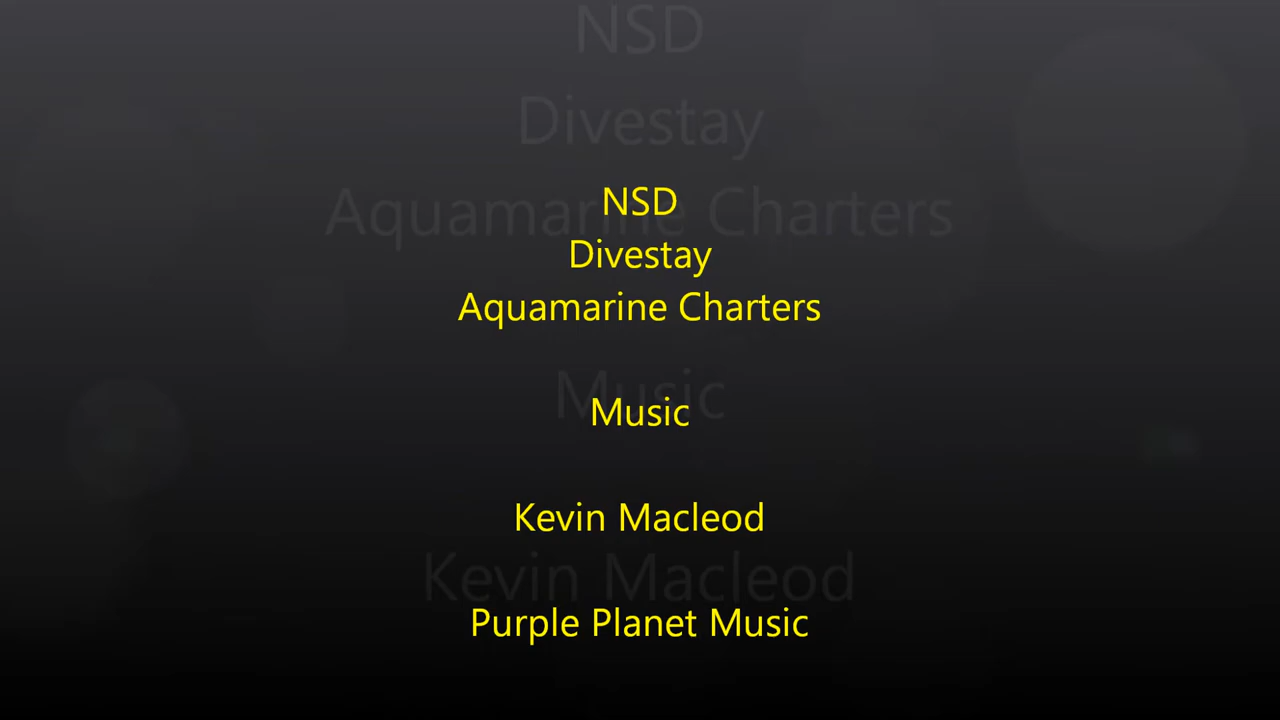 NSD
Divestay
Aquamarine Charters
Music
Kevin Macleod
Purple Planet Music